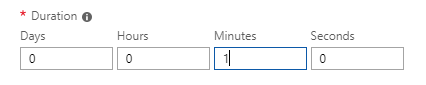 * Duration
Days Hours Minutes Seconds
0 0 1 0